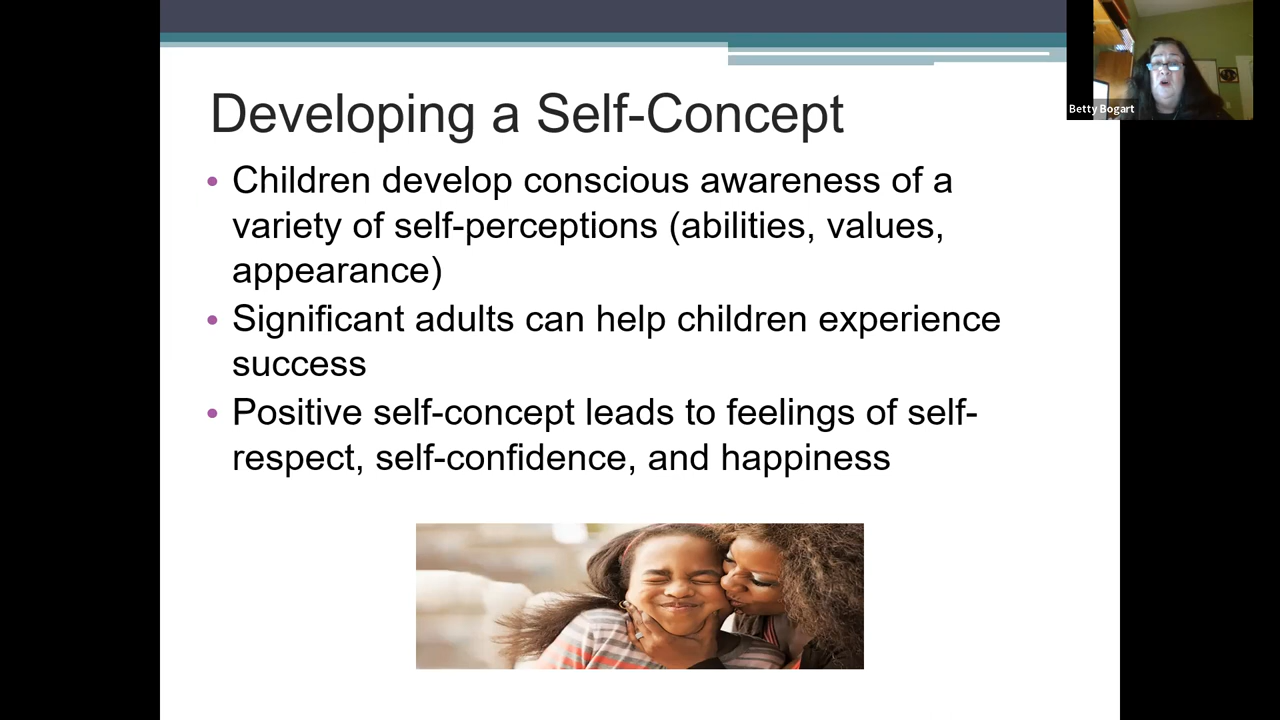 Betty Bogart
Developing a Self-Concept
• Children develop conscious awareness of a
variety of self-perceptions (abilities, values,
appearance)
• Significant adults can help children experience
success
• Positive self-concept leads to feelings of self-
respect, self-confidence, and happiness